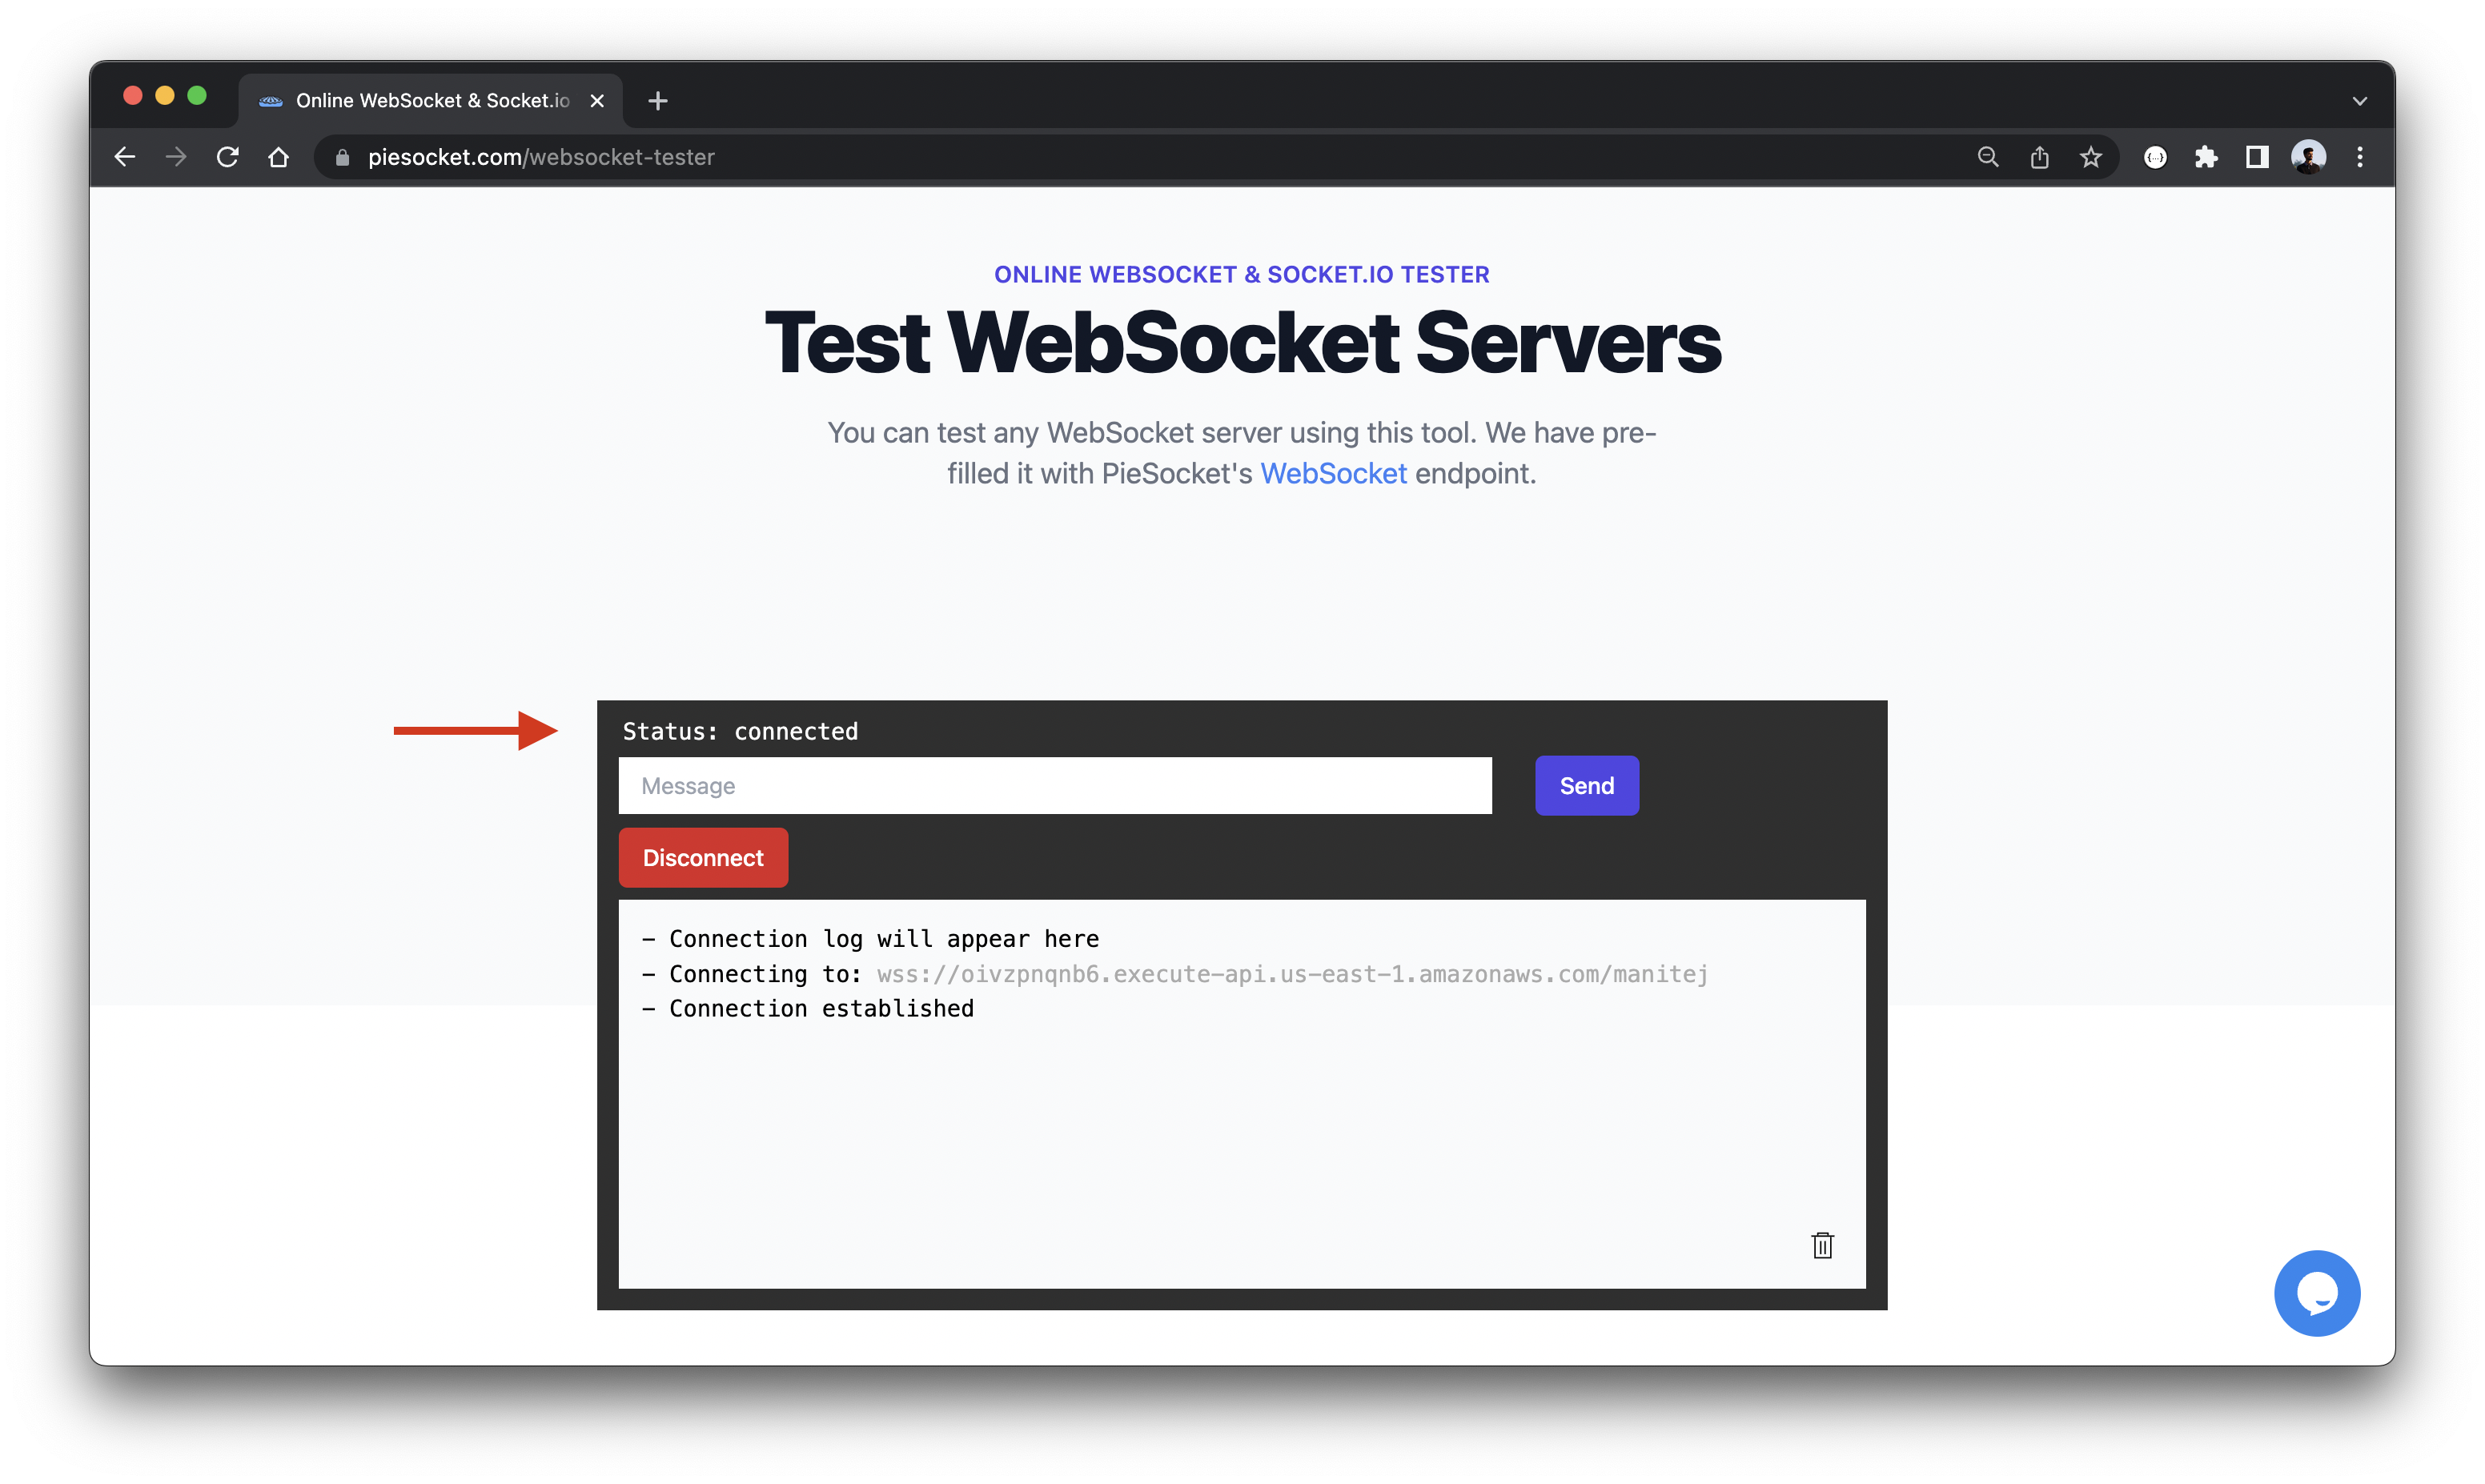 Online WebSocket & Socket.io
piesocket.com/websocket-tester
ONLINE WEBSOCKET & SOCKET.IO TESTER
Test WebSocket Servers
You can test any WebSocket server using this tool. We have pre-
filled it with PieSocket's WebSocket endpoint.
Status: connected
Message
Send
Disconnect
– Connection log will appear here
– Connecting to: wss://oivzpnqnb6.execute-api.us-east-1.amazonaws.com/manitej
– Connection established